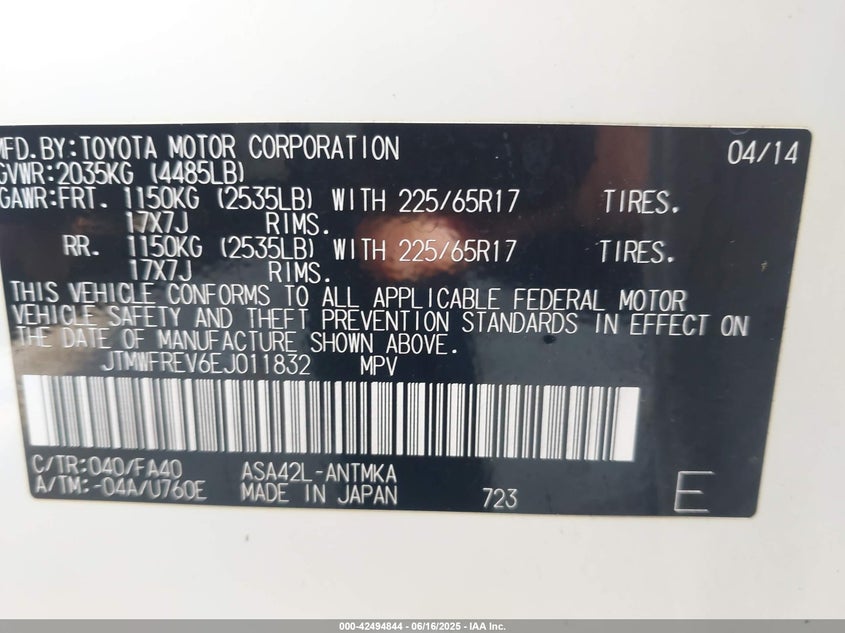 MFD. BY: TOYOTA MOTOR CORPORATION 04/14
GVWR: 2035KG (4485LB)
GAWR: FRT. 1150KG (2535LB) WITH 225/65R17 TIRES.
17X7J RIMS.
RR. 1150KG (2535LB) WITH 225/65R17 TIRES.
17X7J RIMS.
THIS VEHICLE CONFORMS TO ALL APPLICABLE FEDERAL MOTOR
VEHICLE SAFETY AND THEFT PREVENTION STANDARDS IN EFFECT ON
THE DATE OF MANUFACTURE SHOWN ABOVE.
JTMWFREV6EJ011832 MPV
C/TR: 040/FA40 ASA42L-ANTMKA
A/TM: -04A/U760E MADE IN JAPAN 723 E
000-42494844 - 06/16/2025 - IAA Inc.